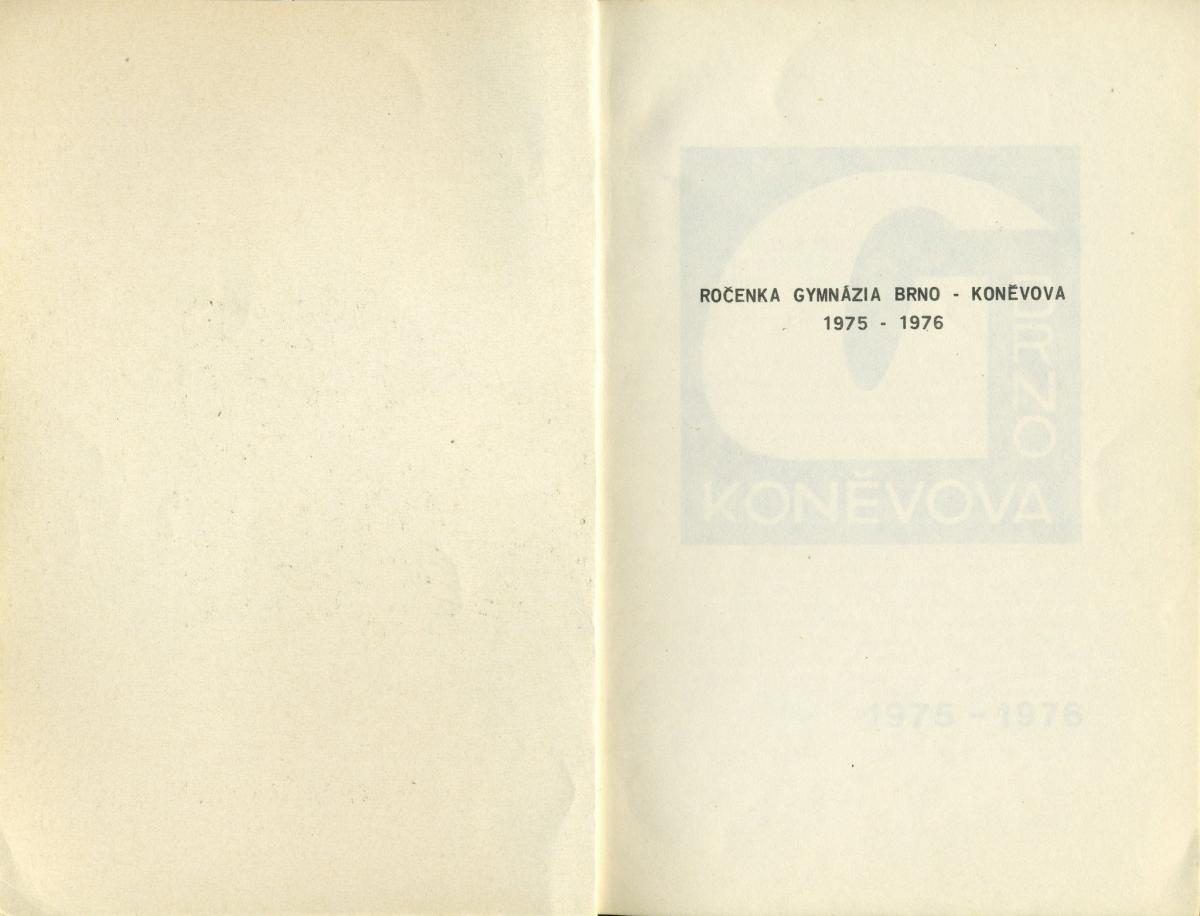 ROČENKA GYMNÁZIA BRNO - KONĚVOVA
1975 - 1976
BRNO
KONĚVOVA
1975 - 1976